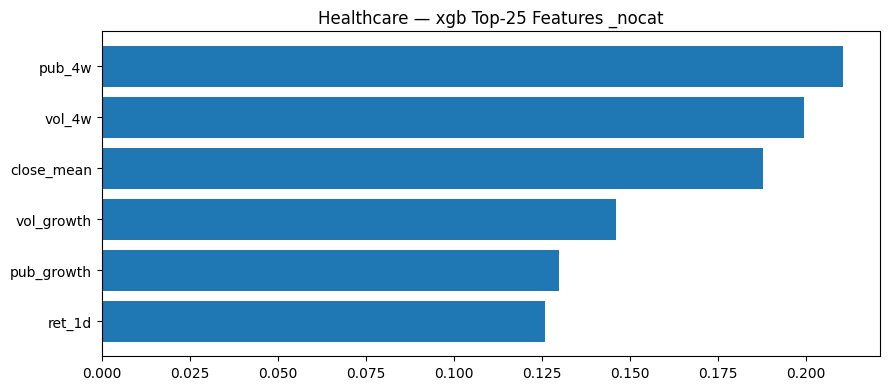 Healthcare — xgb Top-25 Features _nocat
pub_4w
vol_4w
close_mean
vol_growth
pub_growth
ret_1d
0.000 0.025 0.050 0.075 0.100 0.125 0.150 0.175 0.200